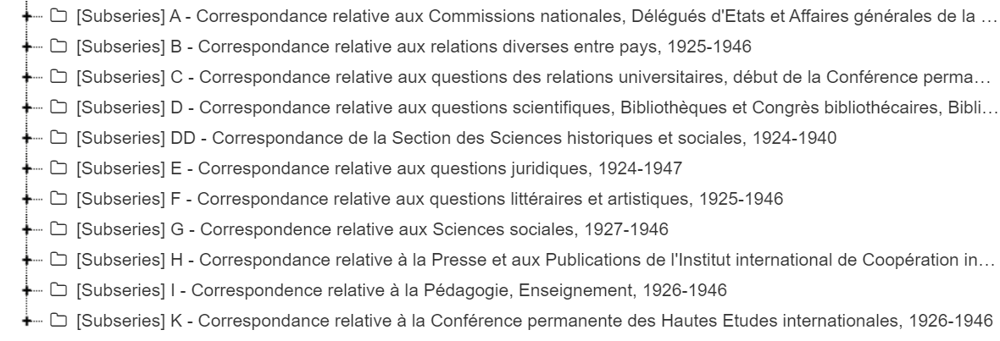 [Subseries] A - Correspondance relative aux Commissions nationales, Délégués d'Etats et Affaires générales de la …
[Subseries] B - Correspondance relative aux relations diverses entre pays, 1925-1946
[Subseries] C - Correspondance relative aux questions des relations universitaires, début de la Conférence perma…
[Subseries] D - Correspondance relative aux questions scientifiques, Bibliothèques et Congrès bibliothécaires, Bibli…
[Subseries] DD - Correspondance de la Section des Sciences historiques et sociales, 1924-1940
[Subseries] E - Correspondance relative aux questions juridiques, 1924-1947
[Subseries] F - Correspondance relative aux questions littéraires et artistiques, 1925-1946
[Subseries] G - Correspondence relative aux Sciences sociales, 1927-1946
[Subseries] H - Correspondance relative à la Presse et aux Publications de l'Institut international de Coopération in…
[Subseries] I - Correspondence relative à la Pédagogie, Enseignement, 1926-1946
[Subseries] K - Correspondance relative à la Conférence permanente des Hautes Etudes internationales, 1926-1946